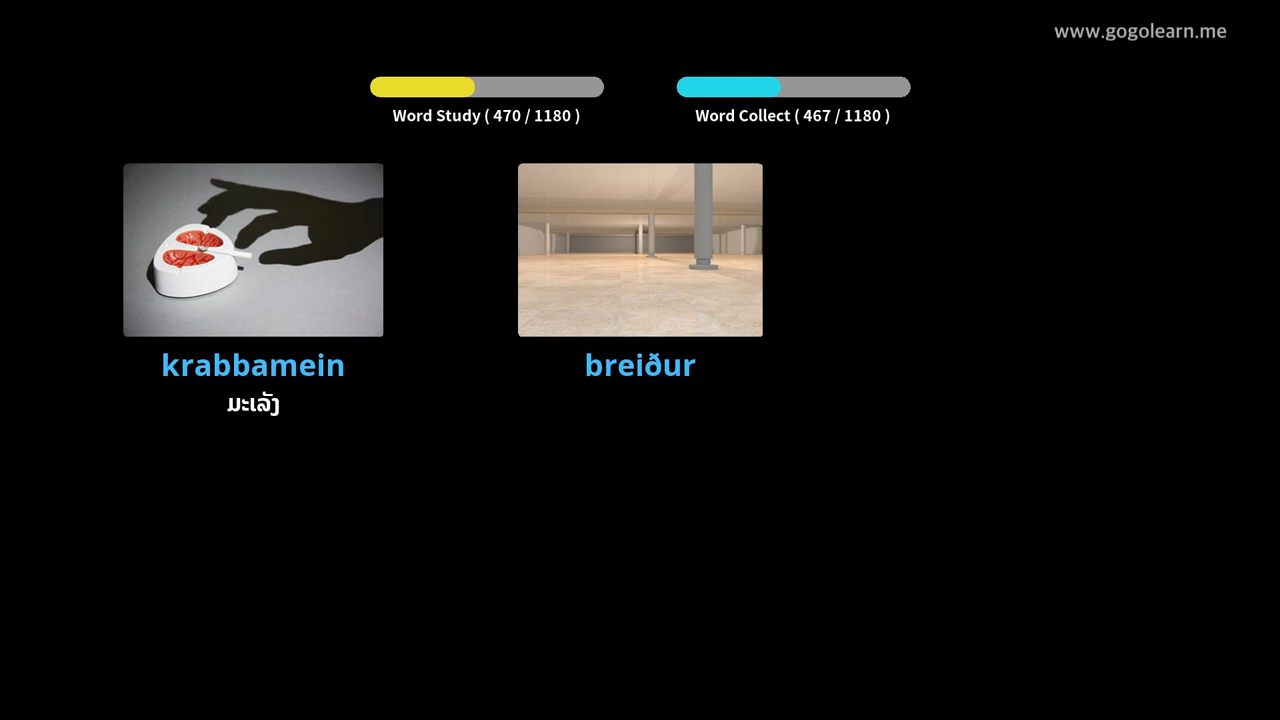 www.gogolearn.me
Word Study ( 470 / 1180 )
Word Collect ( 467 / 1180 )
krabbamein
ມະເລັງ
breiður